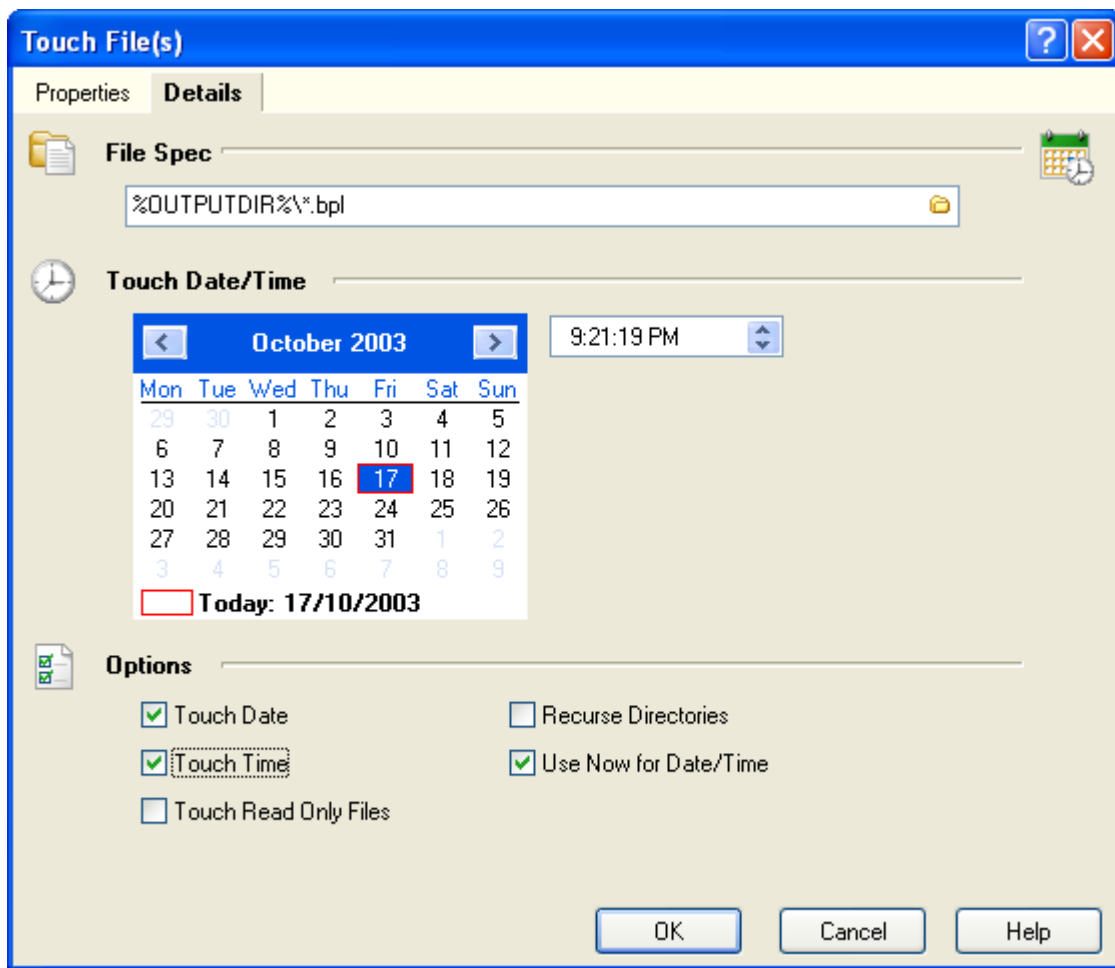 Touch File(s)
Properties Details
File Spec
%OUTPUTDIR%\*.bpl
Touch Date/Time
October 2003 9:21:19 PM
Mon Tue Wed Thu Fri Sat Sun
29 30 1 2 3 4 5
6 7 8 9 10 11 12
13 14 15 16 17 18 19
20 21 22 23 24 25 26
27 28 29 30 31 1 2
3 4 5 6 7 8 9
Today: 17/10/2003
Options
Touch Date Recurse Directories
Touch Time Use Now for Date/Time
Touch Read Only Files
OK Cancel Help